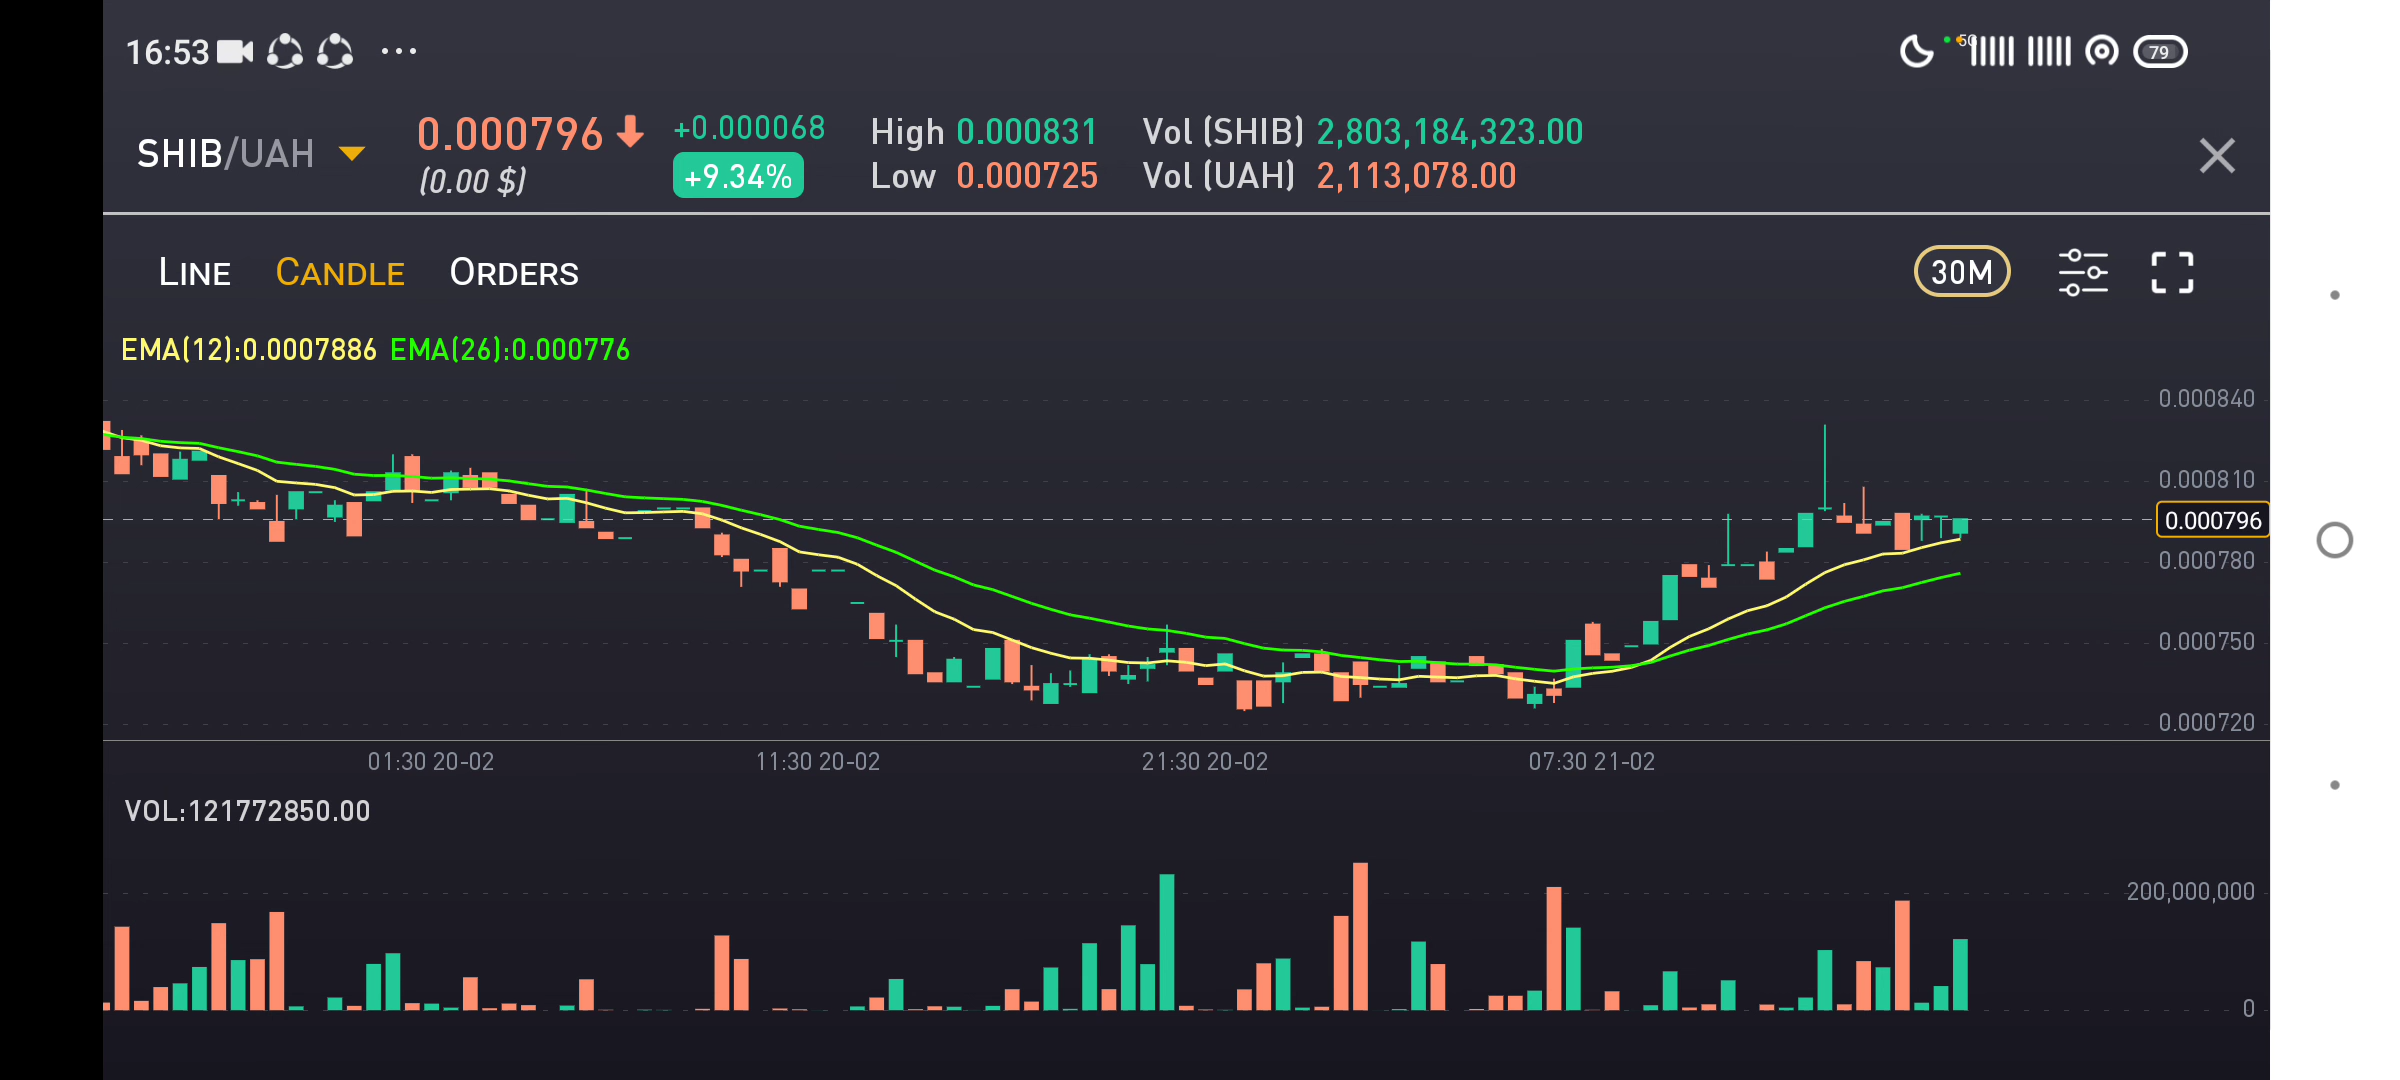 16:53 ... 5G 79
SHIB/UAH 0.000796 +0.000068 High 0.000831 Vol (SHIB) 2,803,184,323.00
(0.00 $) +9.34% Low 0.000725 Vol (UAH) 2,113,078.00
LINE CANDLE ORDERS 30M
EMA(12):0.0007886 EMA(26):0.000776
0.000840
0.000810
0.000796
0.000780
0.000750
0.000720
01:30 20-02 11:30 20-02 21:30 20-02 07:30 21-02
VOL:121772850.00
200,000,000
0